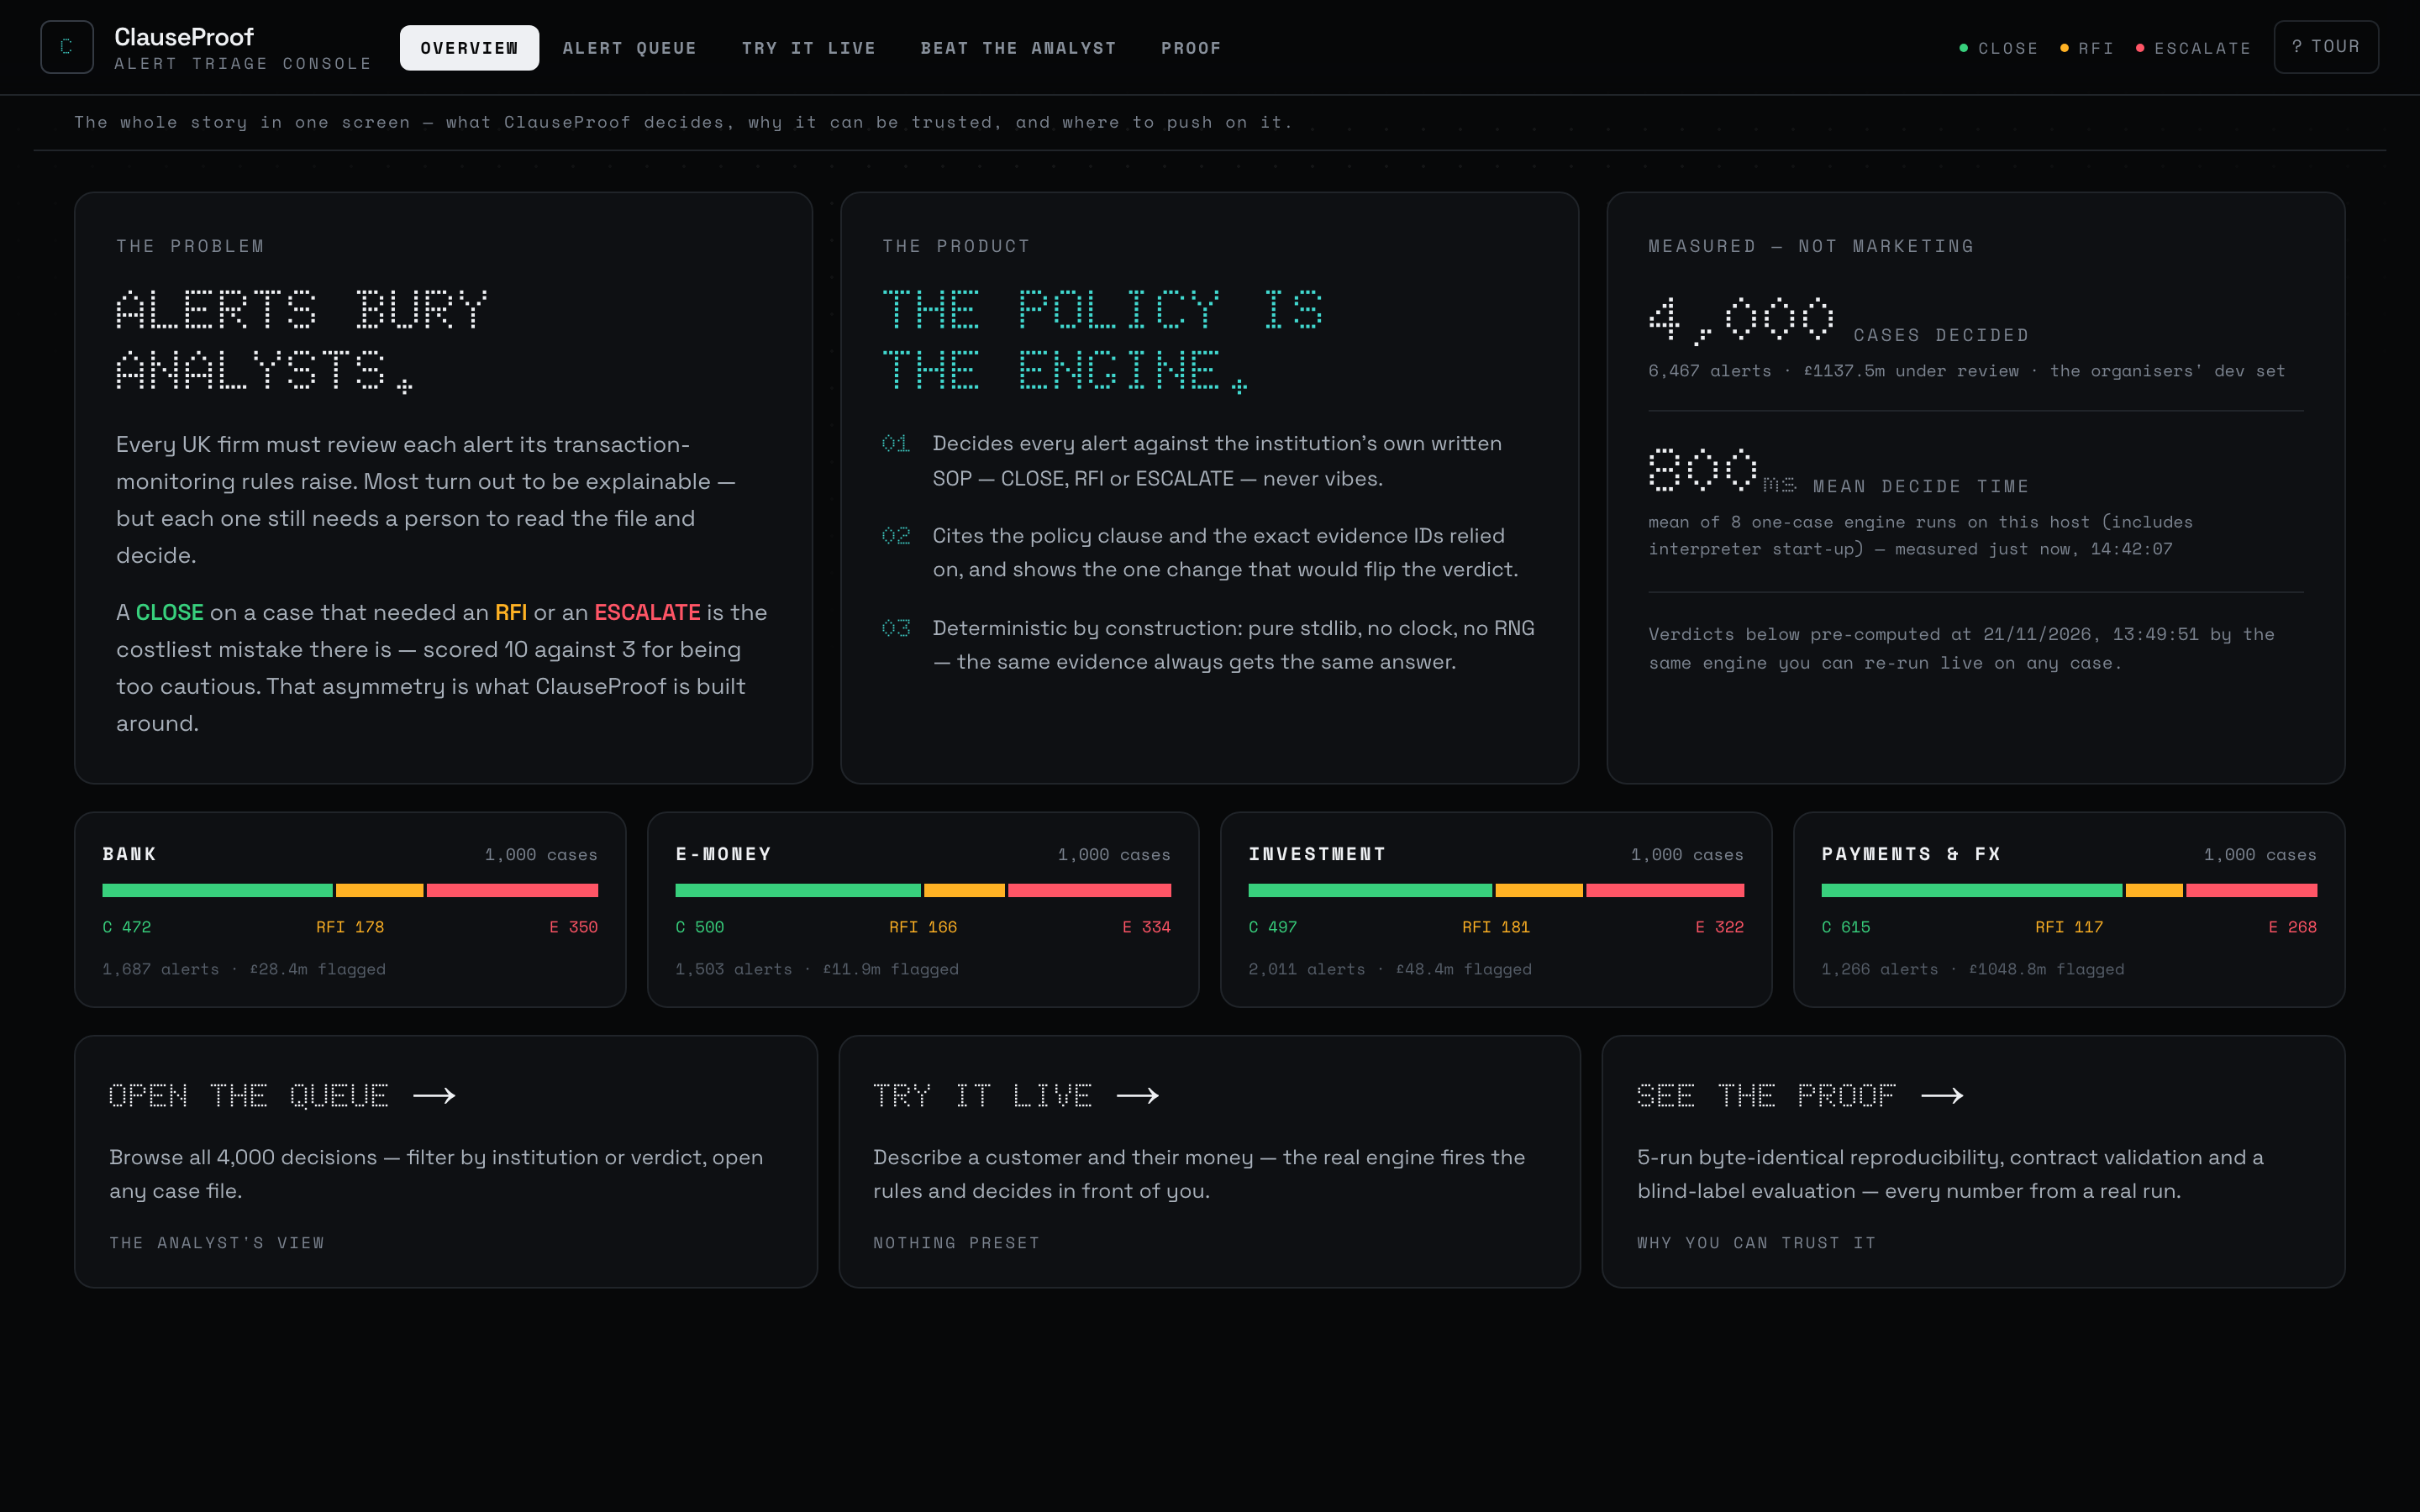 C
ClauseProof
ALERT TRIAGE CONSOLE
OVERVIEW
ALERT QUEUE
TRY IT LIVE
BEAT THE ANALYST
PROOF
CLOSE
RFI
ESCALATE
? TOUR
The whole story in one screen — what ClauseProof decides, why it can be trusted, and where to push on it.
THE PROBLEM
ALERTS BURY
ANALYSTS.
Every UK firm must review each alert its transaction-
monitoring rules raise. Most turn out to be explainable —
but each one still needs a person to read the file and
decide.
A CLOSE on a case that needed an RFI or an ESCALATE is the
costliest mistake there is — scored 10 against 3 for being
too cautious. That asymmetry is what ClauseProof is built
around.
THE PRODUCT
THE POLICY IS
THE ENGINE.
01 Decides every alert against the institution's own written
SOP — CLOSE, RFI or ESCALATE — never vibes.
02 Cites the policy clause and the exact evidence IDs relied
on, and shows the one change that would flip the verdict.
03 Deterministic by construction: pure stdlib, no clock, no RNG
— the same evidence always gets the same answer.
MEASURED — NOT MARKETING
4,000 CASES DECIDED
6,467 alerts · £1137.5m under review · the organisers' dev set
800ms MEAN DECIDE TIME
mean of 8 one-case engine runs on this host (includes
interpreter start-up) — measured just now, 14:42:07
Verdicts below pre-computed at 21/11/2026, 13:49:51 by the
same engine you can re-run live on any case.
BANK 1,000 cases
C 472 RFI 178 E 350
1,687 alerts · £28.4m flagged
E-MONEY 1,000 cases
C 500 RFI 166 E 334
1,503 alerts · £11.9m flagged
INVESTMENT 1,000 cases
C 497 RFI 181 E 322
2,011 alerts · £48.4m flagged
PAYMENTS & FX 1,000 cases
C 615 RFI 117 E 268
1,266 alerts · £1048.8m flagged
OPEN THE QUEUE →
Browse all 4,000 decisions — filter by institution or verdict, open
any case file.
THE ANALYST'S VIEW
TRY IT LIVE →
Describe a customer and their money — the real engine fires the
rules and decides in front of you.
NOTHING PRESET
SEE THE PROOF →
5-run byte-identical reproducibility, contract validation and a
blind-label evaluation — every number from a real run.
WHY YOU CAN TRUST IT